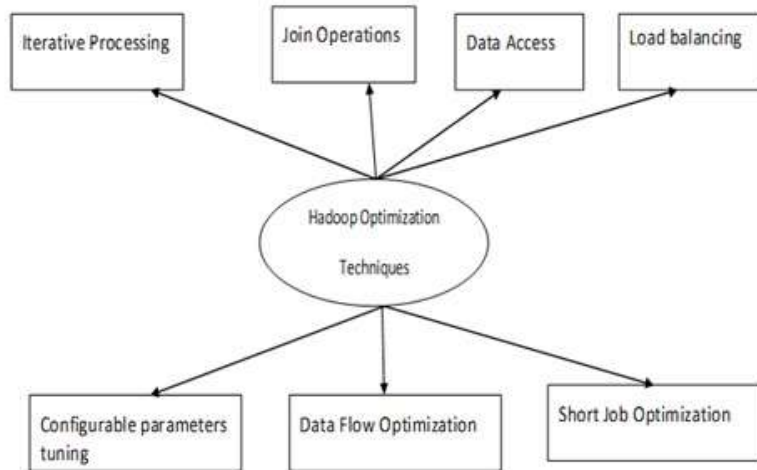 Iterative Processing
Join Operations
Data Access
Load balancing
Hadoop Optimization
Techniques
Configurable parameters
tuning
Data Flow Optimization
Short Job Optimization